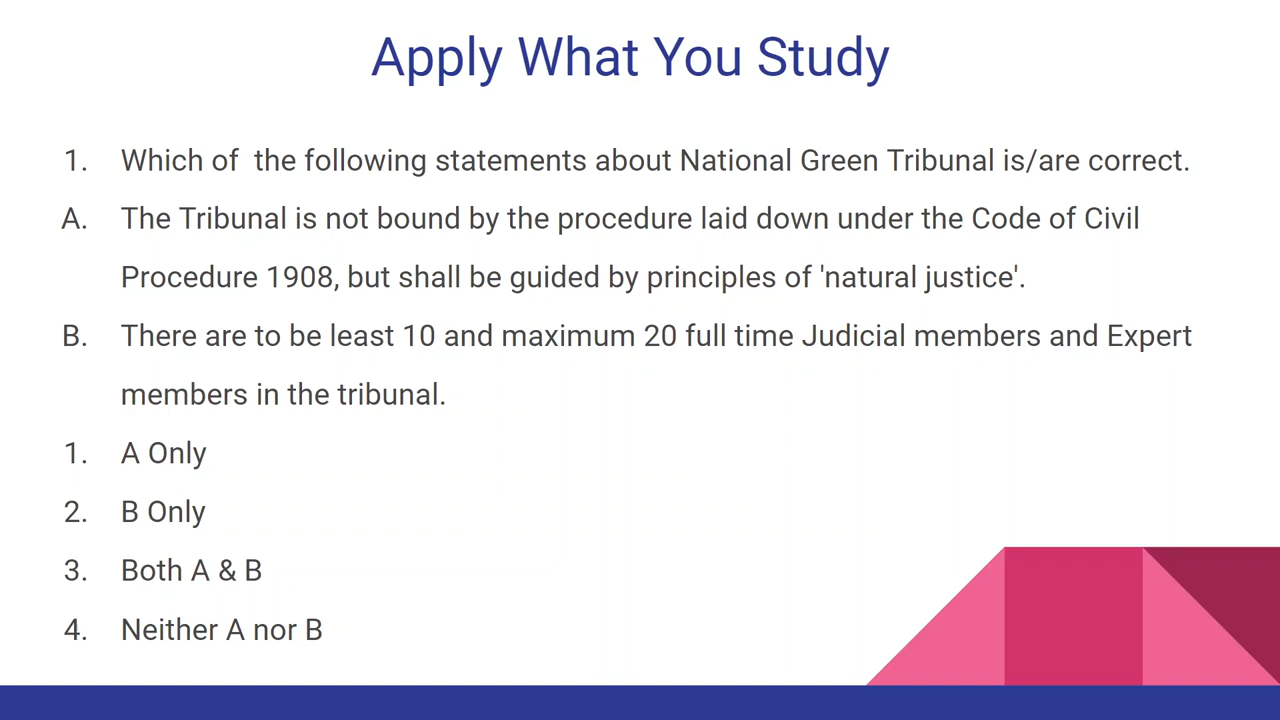 Apply What You Study
1. Which of the following statements about National Green Tribunal is/are correct.
A. The Tribunal is not bound by the procedure laid down under the Code of Civil
Procedure 1908, but shall be guided by principles of 'natural justice'.
B. There are to be least 10 and maximum 20 full time Judicial members and Expert
members in the tribunal.
1. A Only
2. B Only
3. Both A & B
4. Neither A nor B